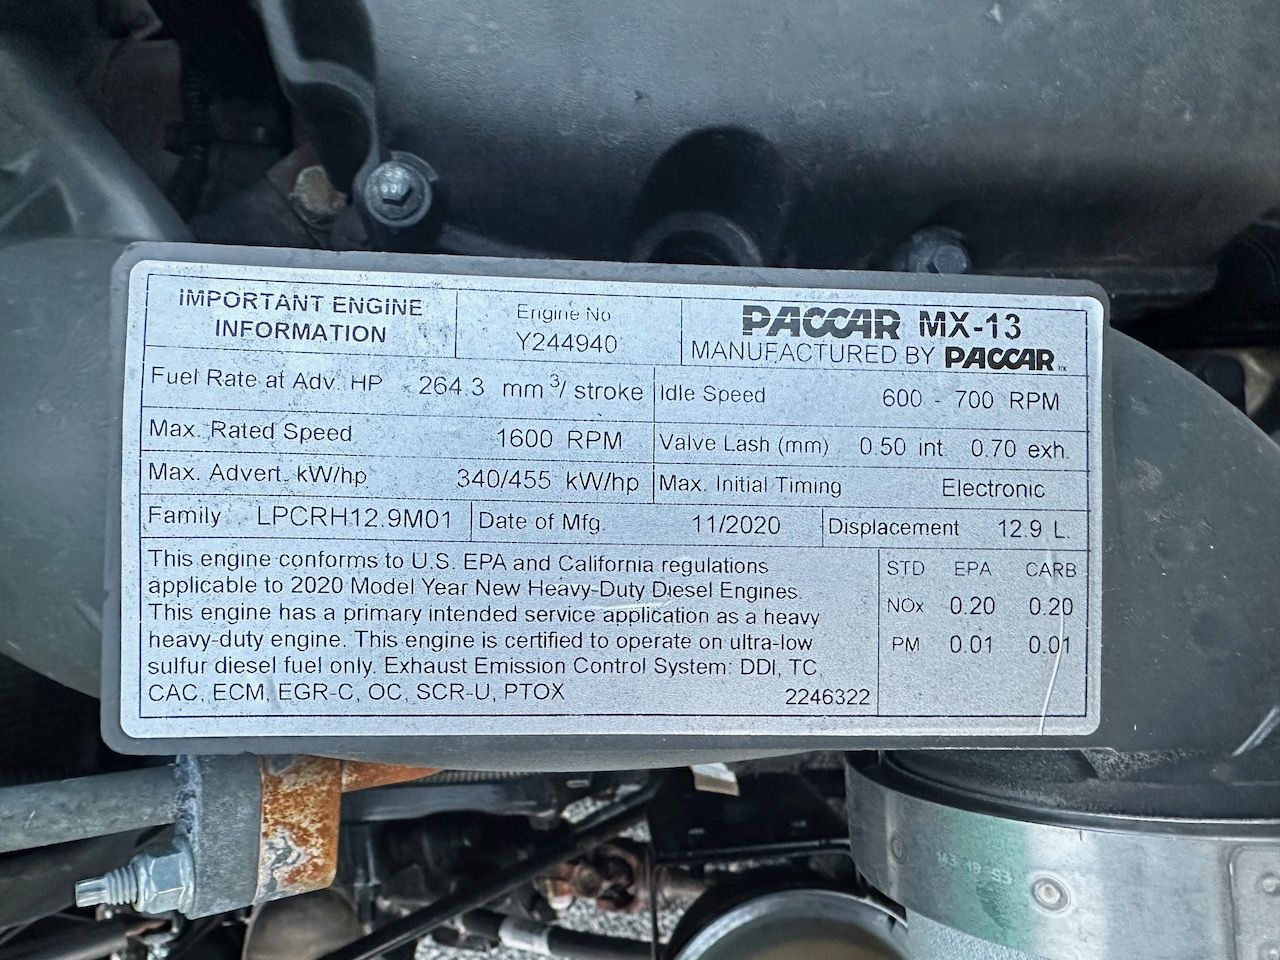 IMPORTANT ENGINE
INFORMATION
Engine No
Y244940
PACCAR MX-13
MANUFACTURED BY PACCAR
Fuel Rate at Adv. HP 264.3 mm³/ stroke
Idle Speed 600 - 700 RPM
Max. Rated Speed 1600 RPM
Valve Lash (mm) 0.50 int 0.70 exh.
Max. Advert. kW/hp 340/455 kW/hp
Max. Initial Timing Electronic
Family LPCRH12.9M01
Date of Mfg. 11/2020
Displacement 12.9 L.
This engine conforms to U.S. EPA and California regulations
applicable to 2020 Model Year New Heavy-Duty Diesel Engines.
This engine has a primary intended service application as a heavy
heavy-duty engine. This engine is certified to operate on ultra-low
sulfur diesel fuel only. Exhaust Emission Control System: DDI, TC,
CAC, ECM, EGR-C, OC, SCR-U, PTOX
2246322
STD EPA CARB
NOx 0.20 0.20
PM 0.01 0.01